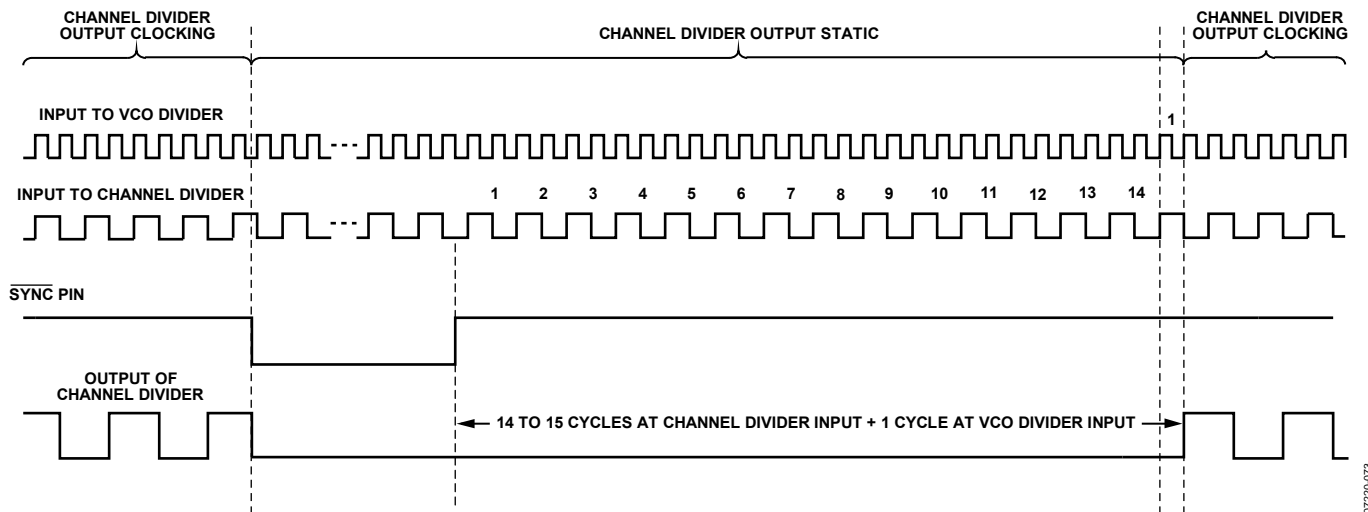 CHANNEL DIVIDER
OUTPUT CLOCKING
CHANNEL DIVIDER OUTPUT STATIC
CHANNEL DIVIDER
OUTPUT CLOCKING
INPUT TO VCO DIVIDER
1
INPUT TO CHANNEL DIVIDER
1 2 3 4 5 6 7 8 9 10 11 12 13 14
SYNC PIN
OUTPUT OF
CHANNEL DIVIDER
14 TO 15 CYCLES AT CHANNEL DIVIDER INPUT + 1 CYCLE AT VCO DIVIDER INPUT
07220-073